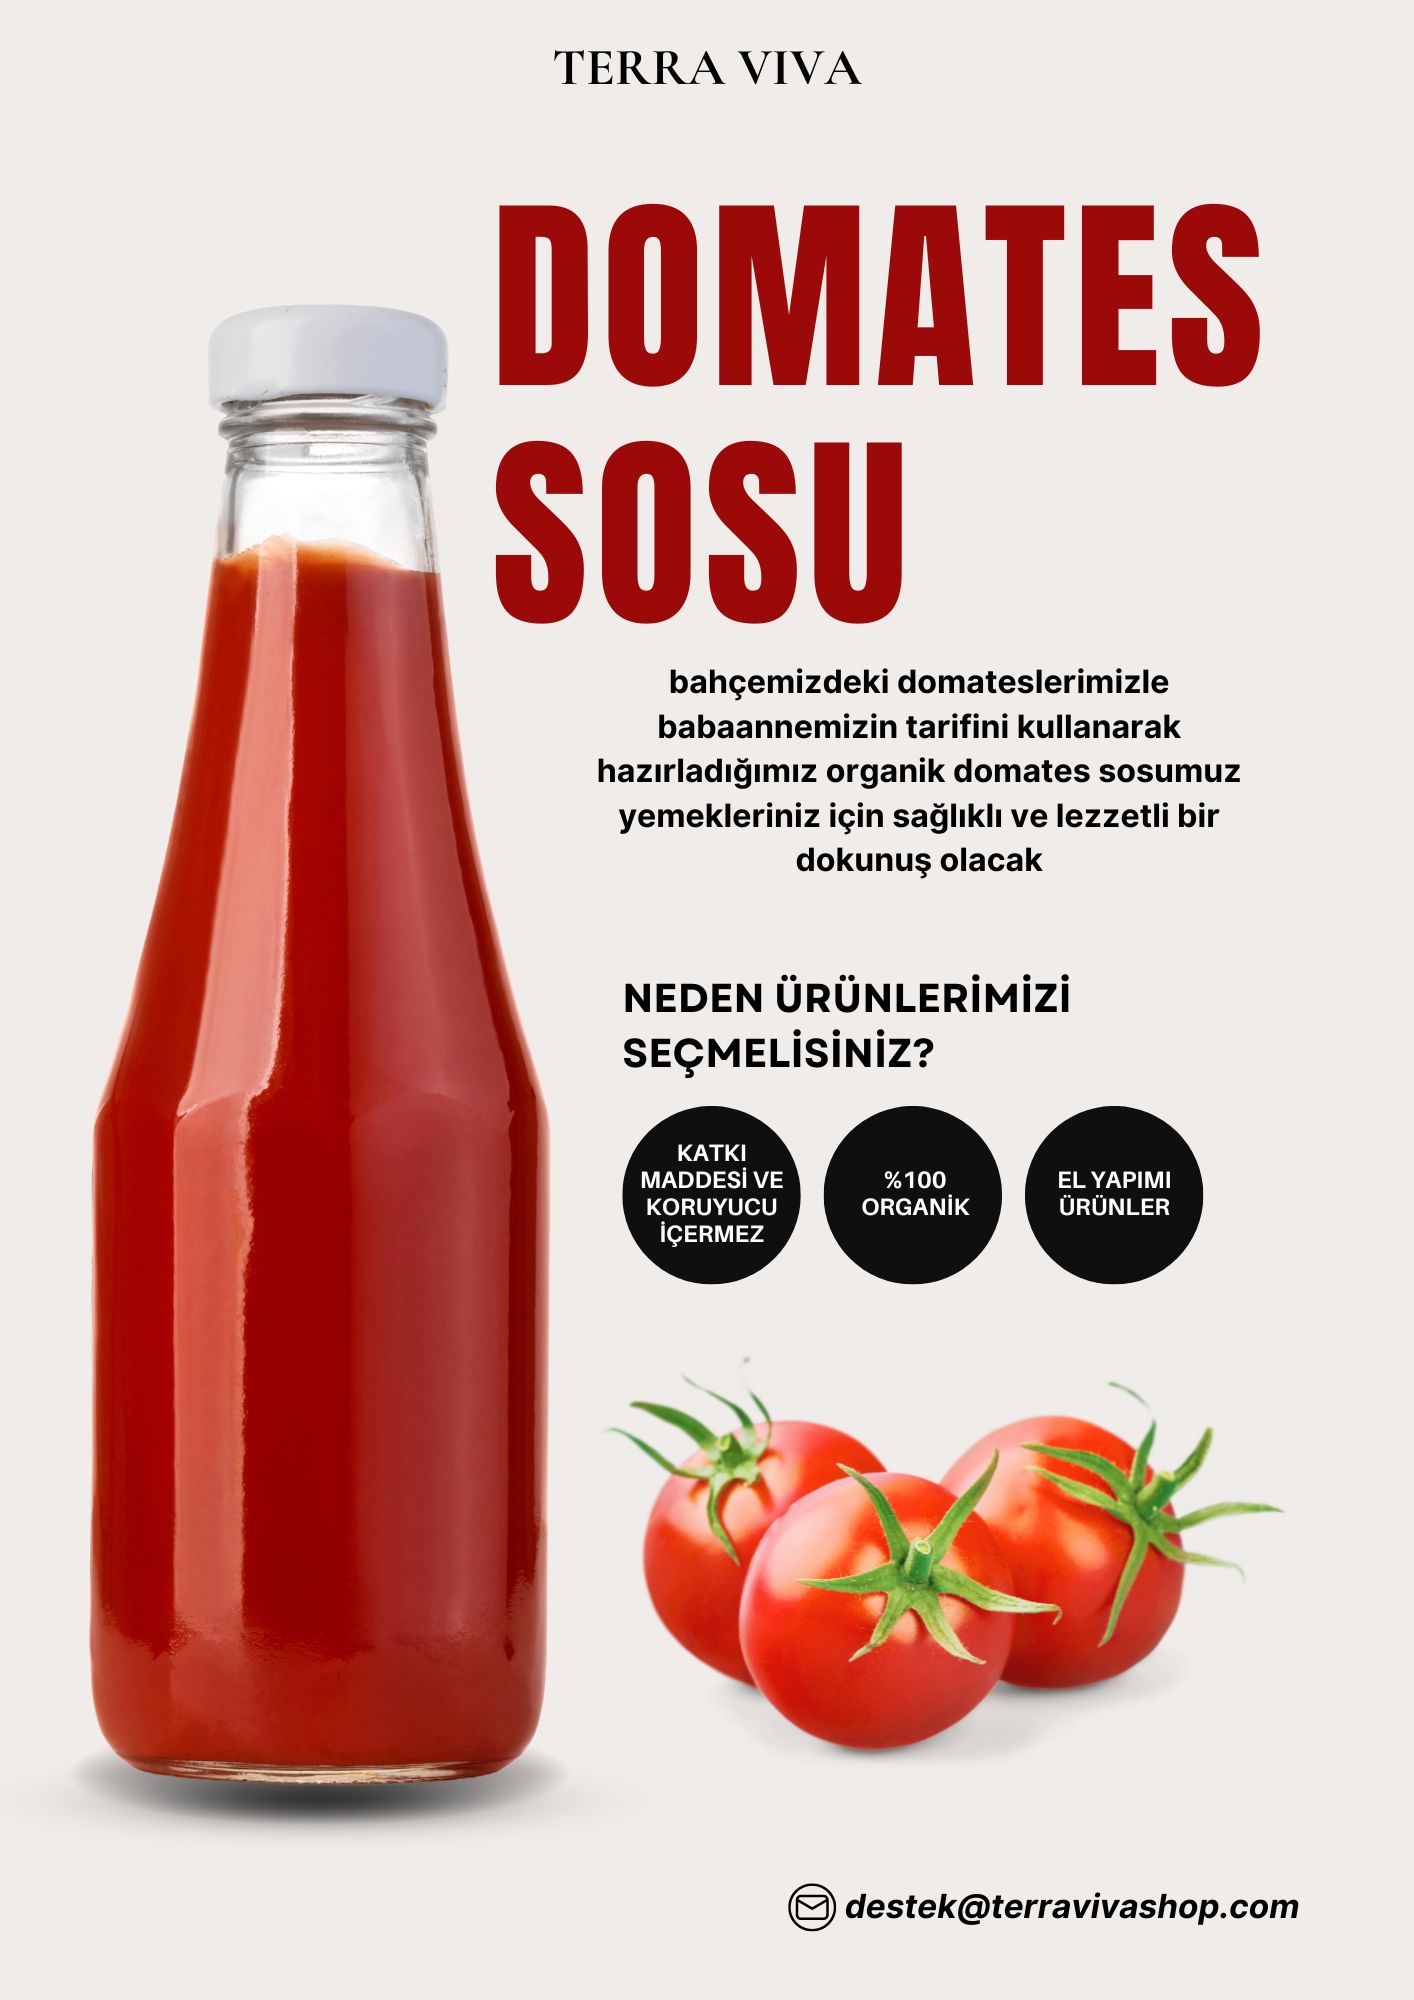 TERRA VIVA
DOMATES
SOSU
bahçemizdeki domateslerimizle
babaannemizin tarifini kullanarak
hazırladığımız organik domates sosumuz
yemekleriniz için sağlıklı ve lezzetli bir
dokunuş olacak
NEDEN ÜRÜNLERİMİZİ
SEÇMELİSİNİZ?
KATKI
MADDESİ VE
KORUYUCU
İÇERMEZ
%100
ORGANİK
EL YAPIMI
ÜRÜNLER
destek@terravivashop.com